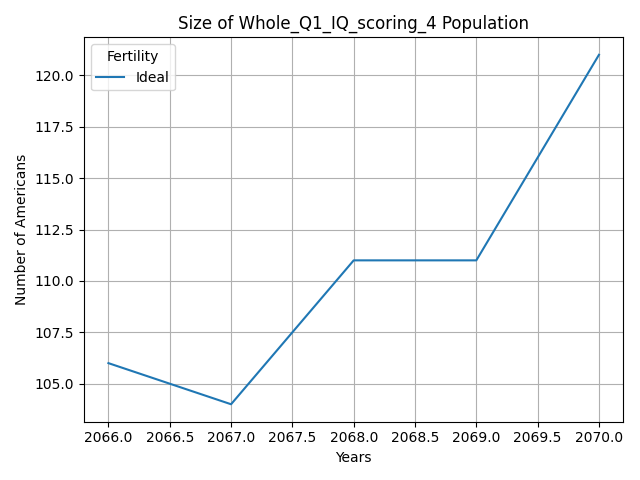 Size of Whole_Q1_IQ_scoring_4 Population
Fertility
Ideal
Number of Americans
120.0
117.5
115.0
112.5
110.0
107.5
105.0
2066.0 2066.5 2067.0 2067.5 2068.0 2068.5 2069.0 2069.5 2070.0
Years